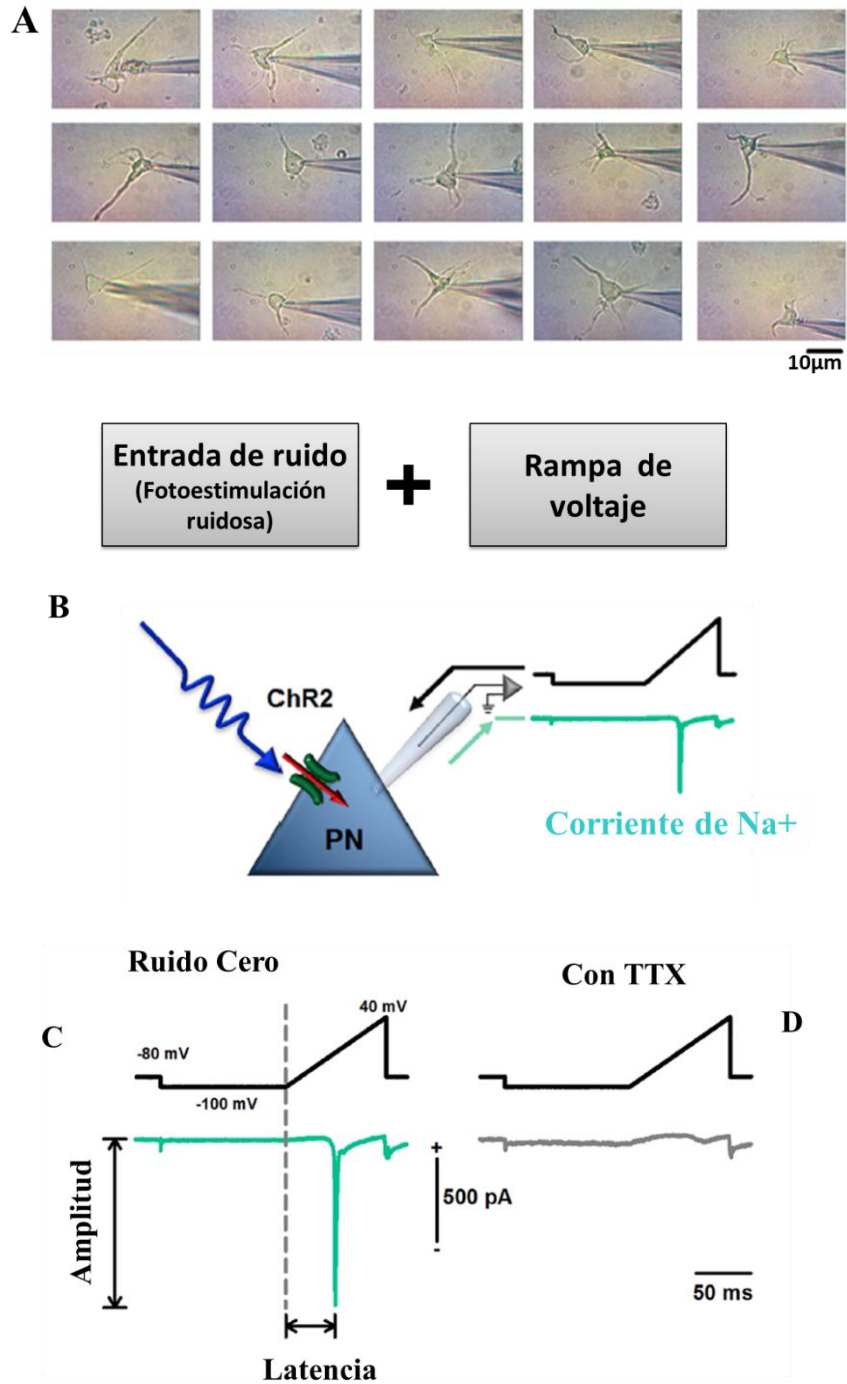 A
10µm
Entrada de ruido
(Fotoestimulación
ruidosa)
+
Rampa de
voltaje
B
ChR2
PN
Corriente de Na+
Ruido Cero
Con TTX
C
-80 mV
-100 mV
40 mV
D
Amplitud
+
500 pA
-
50 ms
Latencia